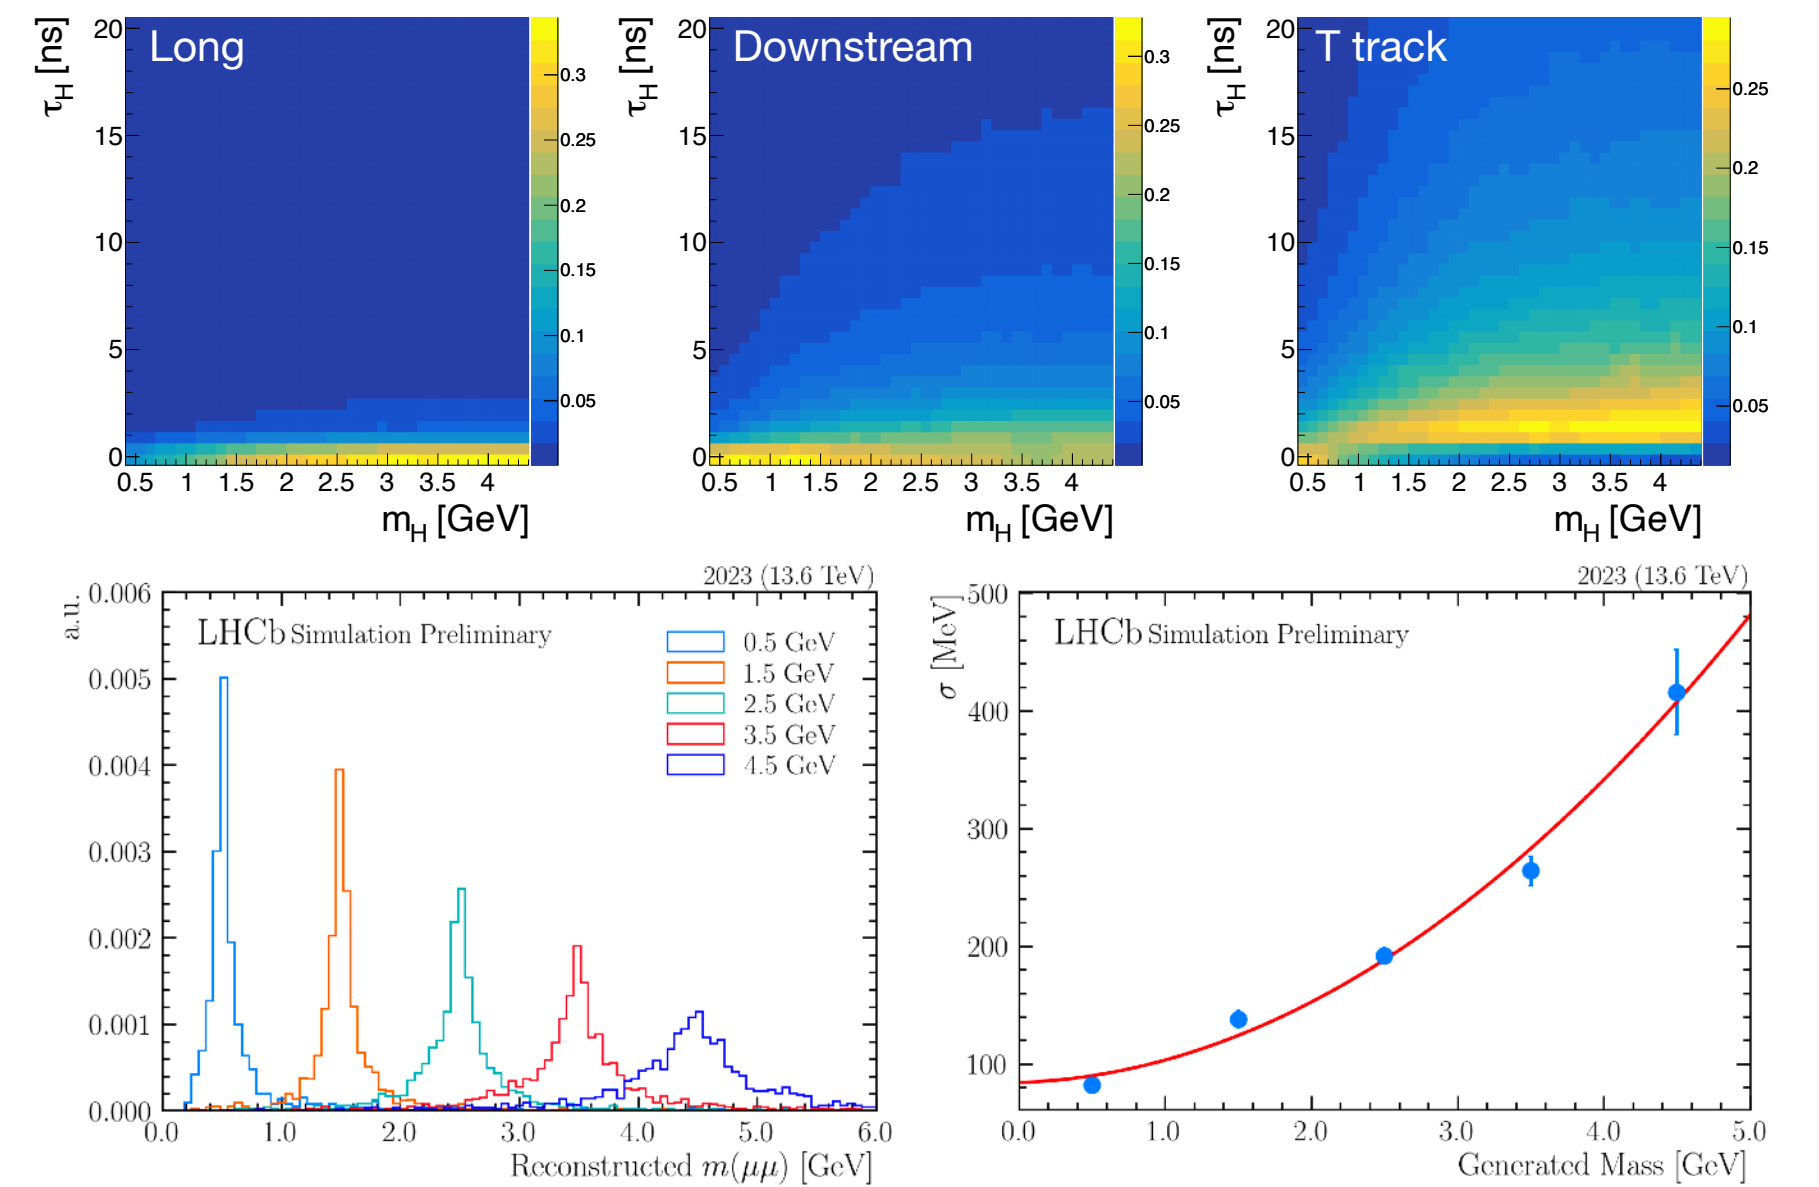 Long
τH [ns]
20
15
10
5
0
0.5 1 1.5 2 2.5 3 3.5 4
mH [GeV]
0.3
0.25
0.2
0.15
0.1
0.05
Downstream
τH [ns]
20
15
10
5
0
0.5 1 1.5 2 2.5 3 3.5 4
mH [GeV]
0.3
0.25
0.2
0.15
0.1
0.05
T track
τH [ns]
20
15
10
5
0
0.5 1 1.5 2 2.5 3 3.5 4
mH [GeV]
0.25
0.2
0.15
0.1
0.05
2023 (13.6 TeV)
LHCb Simulation Preliminary
a.u.
0.006
0.005
0.004
0.003
0.002
0.001
0.000
0.5 GeV
1.5 GeV
2.5 GeV
3.5 GeV
4.5 GeV
0.0 1.0 2.0 3.0 4.0 5.0 6.0
Reconstructed m(μμ) [GeV]
2023 (13.6 TeV)
LHCb Simulation Preliminary
σ [MeV]
500
400
300
200
100
0.0 1.0 2.0 3.0 4.0 5.0
Generated Mass [GeV]